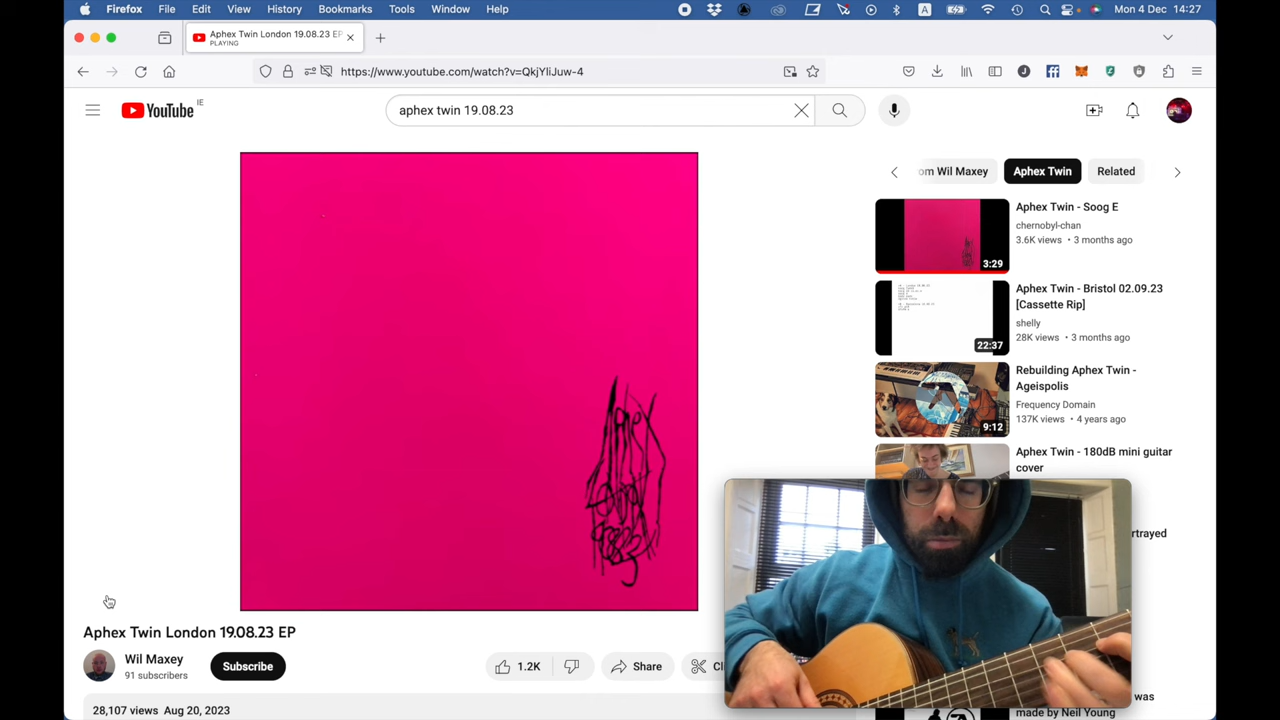 Firefox File Edit View History Bookmarks Tools Window Help A Mon 4 Dec 14:27
Aphex Twin London 19.08.23 EP
PLAYING
https://www.youtube.com/watch?v=QkjYliJuw-4
YouTube IE
aphex twin 19.08.23
om Wil Maxey Aphex Twin Related
Aphex Twin - Soog E
chernobyl-chan
3.6K views • 3 months ago
3:29
Aphex Twin - Bristol 02.09.23
[Cassette Rip]
shelly
28K views • 3 months ago
22:37
Rebuilding Aphex Twin -
Ageispolis
Frequency Domain
137K views • 4 years ago
9:12
Aphex Twin - 180dB mini guitar
cover
rtrayed
was
made by Neil Young
Aphex Twin London 19.08.23 EP
Wil Maxey
91 subscribers
Subscribe
1.2K
Share
Cl
28,107 views Aug 20, 2023